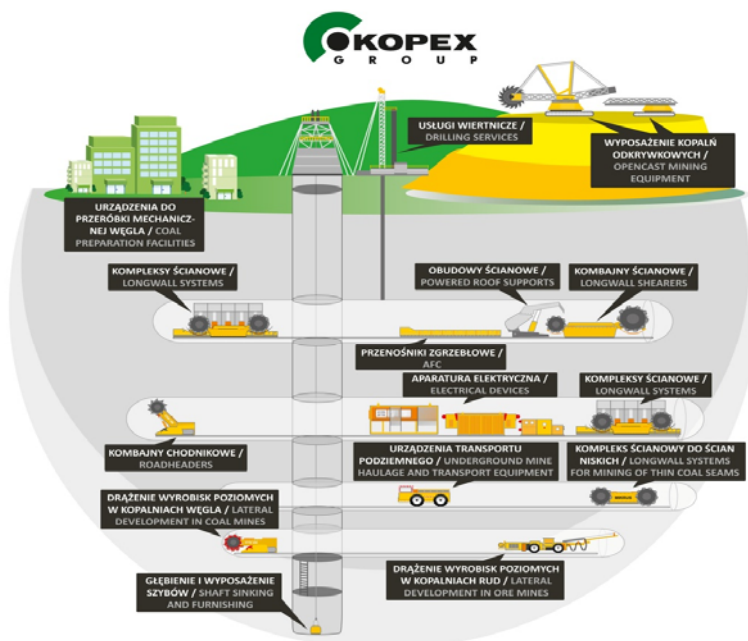 KOPEX
GROUP
USŁUGI WIERTNICZE /
DRILLING SERVICES
WYPOSAŻENIE KOPALŃ
ODKRYWKOWYCH /
OPENCAST MINING
EQUIPMENT
URZĄDZENIA DO
PRZERÓBKI MECHANICZ-
NEJ WĘGLA / COAL
PREPARATION FACILITIES
KOMPLEKSY ŚCIANOWE /
LONGWALL SYSTEMS
OBUDOWY ŚCIANOWE /
POWERED ROOF SUPPORTS
KOMBAJNY ŚCIANOWE /
LONGWALL SHEARERS
PRZENOŚNIKI ZGRZEBŁOWE /
AFC
APARATURA ELEKTRYCZNA /
ELECTRICAL DEVICES
KOMPLEKSY ŚCIANOWE /
LONGWALL SYSTEMS
KOMBAJNY CHODNIKOWE /
ROADHEADERS
URZĄDZENIA TRANSPORTU
PODZIEMNEGO / UNDERGROUND MINE
HAULAGE AND TRANSPORT EQUIPMENT
KOMPLEKS ŚCIANOWY DO ŚCIAN
NISKICH / LONGWALL SYSTEMS
FOR MINING OF THIN COAL SEAMS
DRĄŻENIE WYROBISK POZIOMYCH
W KOPALNIACH WĘGLA / LATERAL
DEVELOPMENT IN COAL MINES
DRĄŻENIE WYROBISK POZIOMYCH
W KOPALNIACH RUD / LATERAL
DEVELOPMENT IN ORE MINES
GŁĘBIENIE I WYPOSAŻENIE
SZYBÓW / SHAFT SINKING
AND FURNISHING